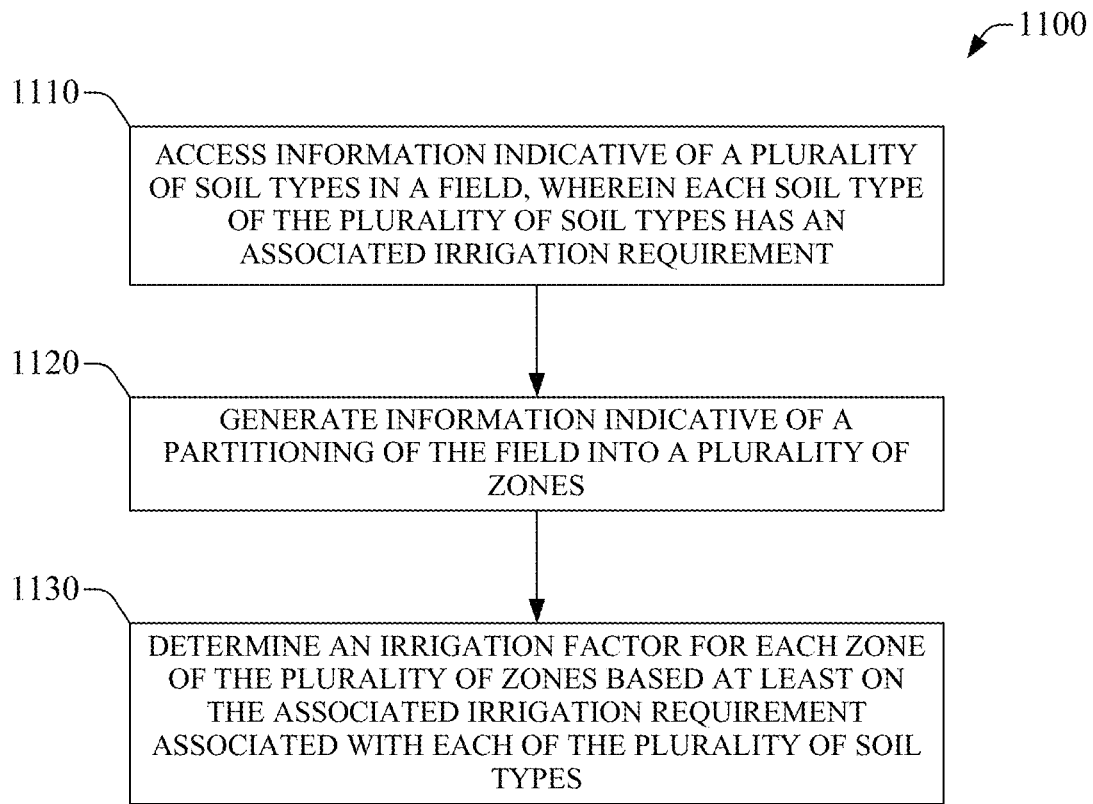 1100
1110
ACCESS INFORMATION INDICATIVE OF A PLURALITY
OF SOIL TYPES IN A FIELD, WHEREIN EACH SOIL TYPE
OF THE PLURALITY OF SOIL TYPES HAS AN
ASSOCIATED IRRIGATION REQUIREMENT
1120
GENERATE INFORMATION INDICATIVE OF A
PARTITIONING OF THE FIELD INTO A PLURALITY OF
ZONES
1130
DETERMINE AN IRRIGATION FACTOR FOR EACH ZONE
OF THE PLURALITY OF ZONES BASED AT LEAST ON
THE ASSOCIATED IRRIGATION REQUIREMENT
ASSOCIATED WITH EACH OF THE PLURALITY OF SOIL
TYPES